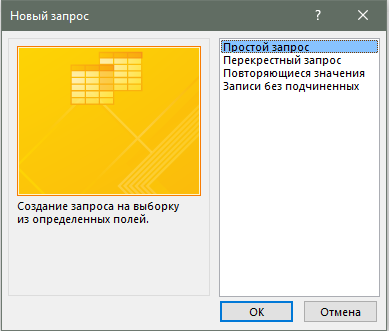 Новый запрос
?
Простой запрос
Перекрестный запрос
Повторяющиеся значения
Записи без подчиненных
Создание запроса на выборку
из определенных полей.
ОК
Отмена